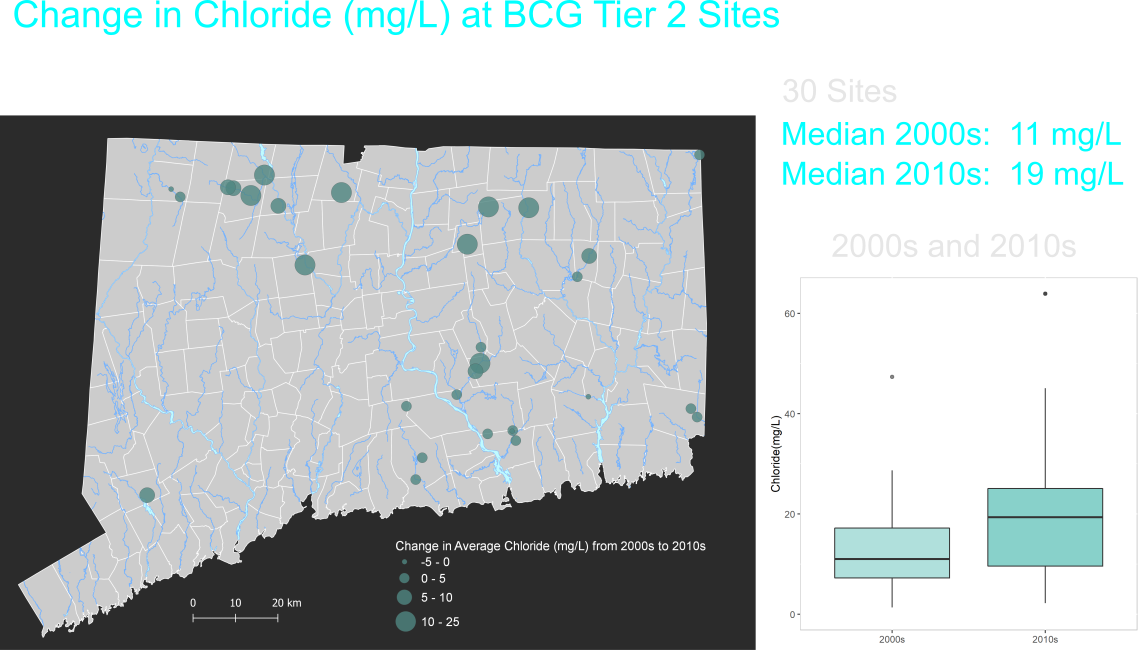 Change in Chloride (mg/L) at BCG Tier 2 Sites
30 Sites
Median 2000s: 11 mg/L
Median 2010s: 19 mg/L
2000s and 2010s
Change in Average Chloride (mg/L) from 2000s to 2010s
-5 - 0
0 - 5
5 - 10
10 - 25
0 10 20 km
Chloride(mg/L)
60
40
20
0
2000s 2010s